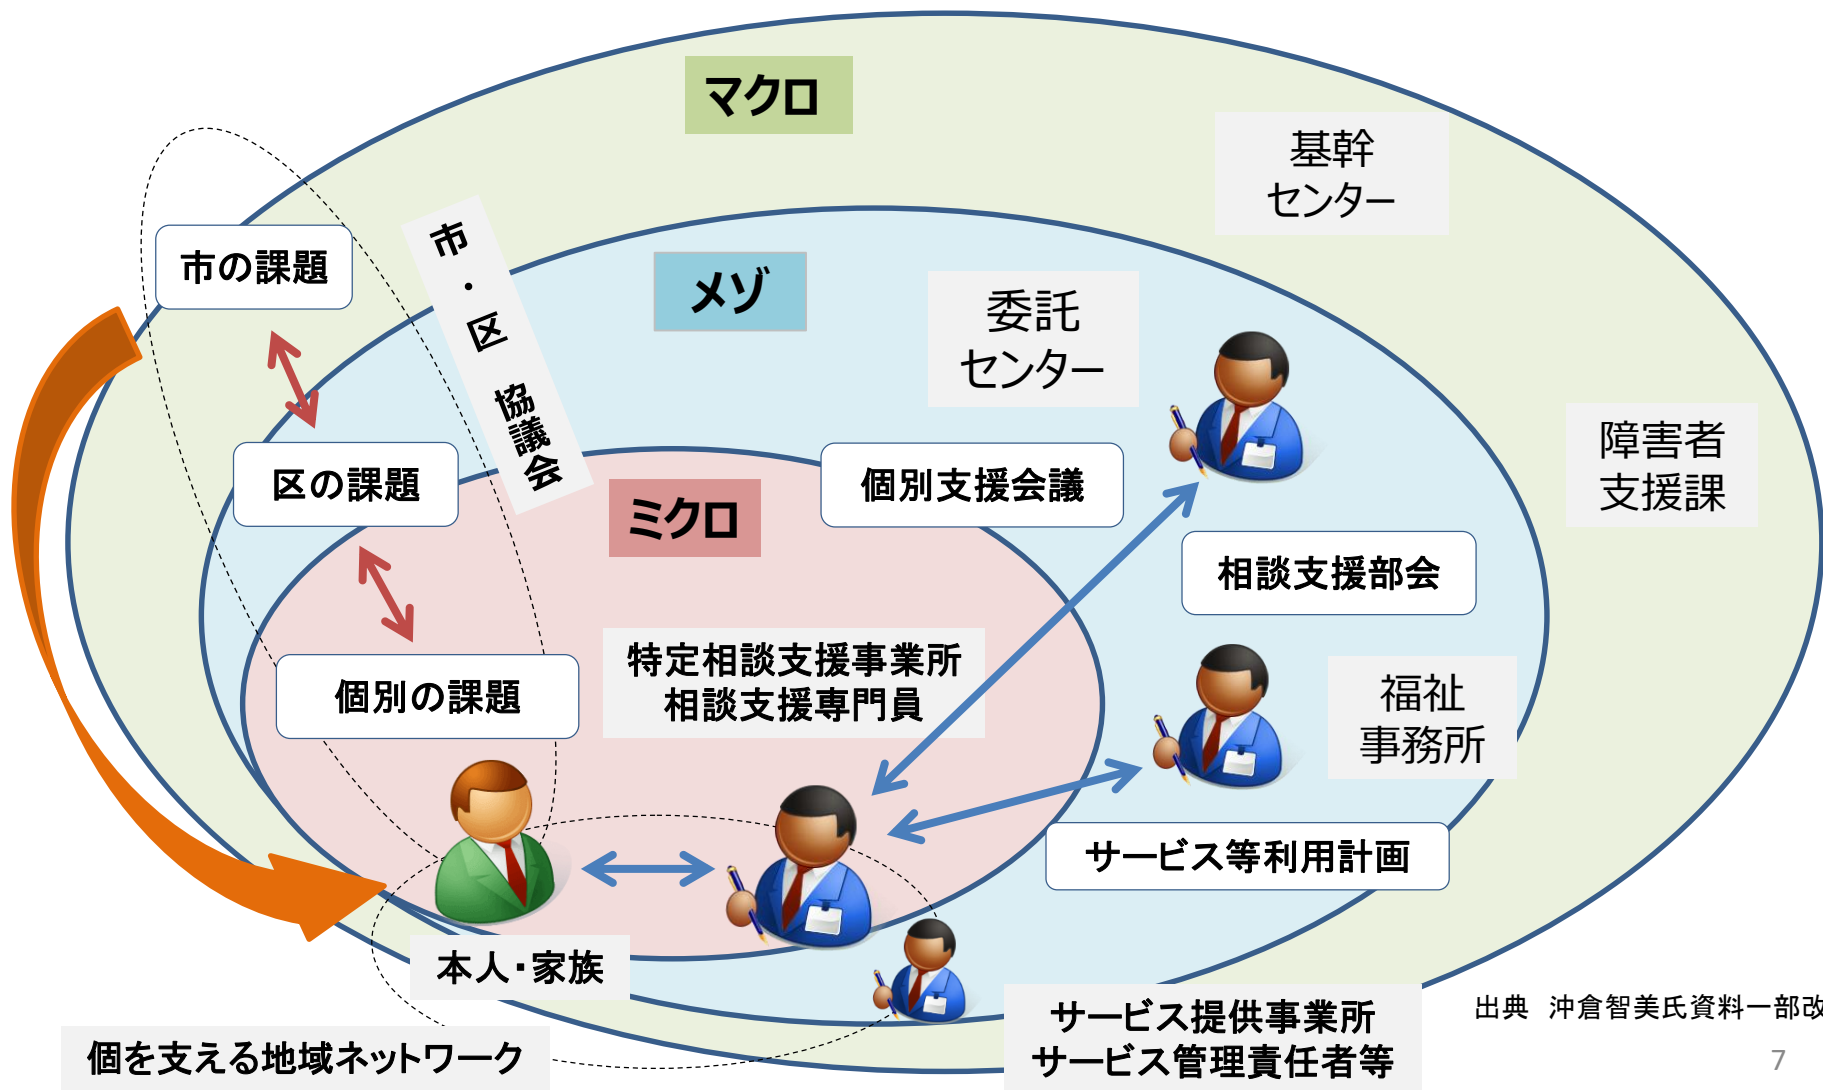 マクロ
基幹
センター
市の課題
市・区 協議会
メゾ
委託
センター
障害者
支援課
区の課題
個別支援会議
ミクロ
相談支援部会
特定相談支援事業所
相談支援専門員
個別の課題
福祉
事務所
サービス等利用計画
本人・家族
サービス提供事業所
サービス管理責任者等
出典 沖倉智美氏資料一部改
個を支える地域ネットワーク
7